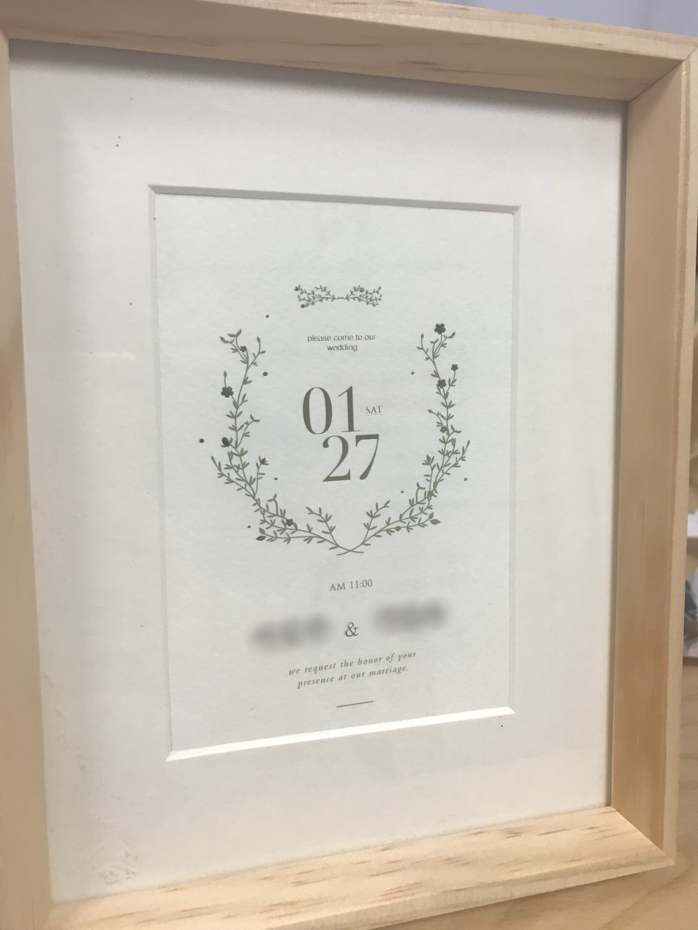 please come to our
wedding
01 SAT
27
AM 11:00
&
we request the honor of your
presence at our marriage.